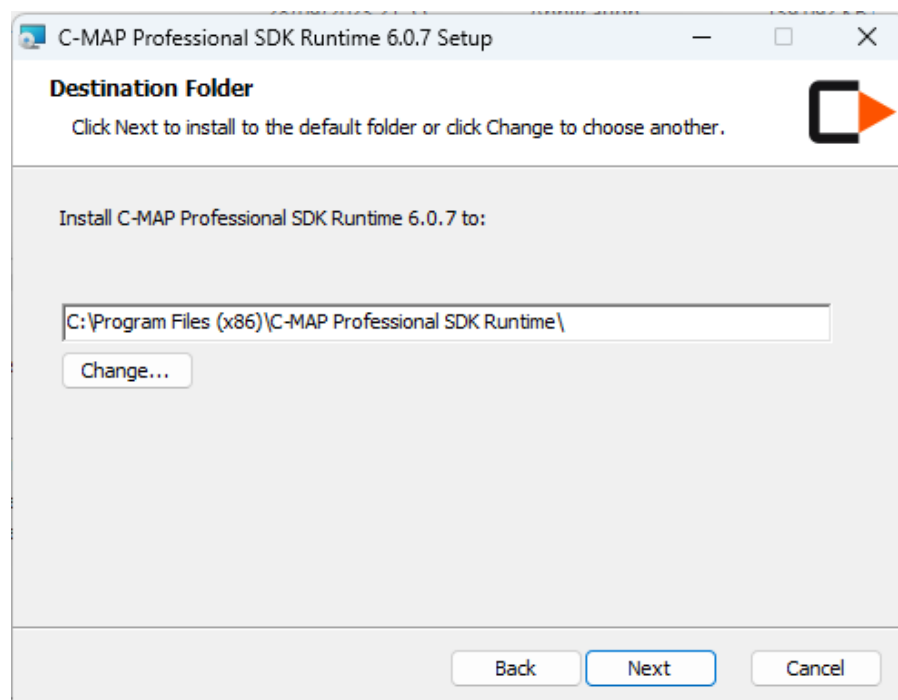 C-MAP Professional SDK Runtime 6.0.7 Setup
Destination Folder
Click Next to install to the default folder or click Change to choose another.
Install C-MAP Professional SDK Runtime 6.0.7 to:
C:\Program Files (x86)\C-MAP Professional SDK Runtime\
Change...
Back Next Cancel